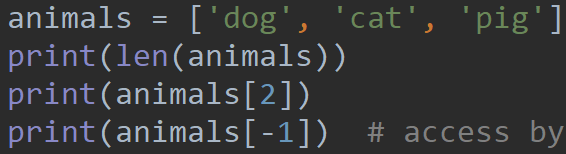 animals = ['dog', 'cat', 'pig']
print(len(animals))
print(animals[2])
print(animals[-1])  # access by